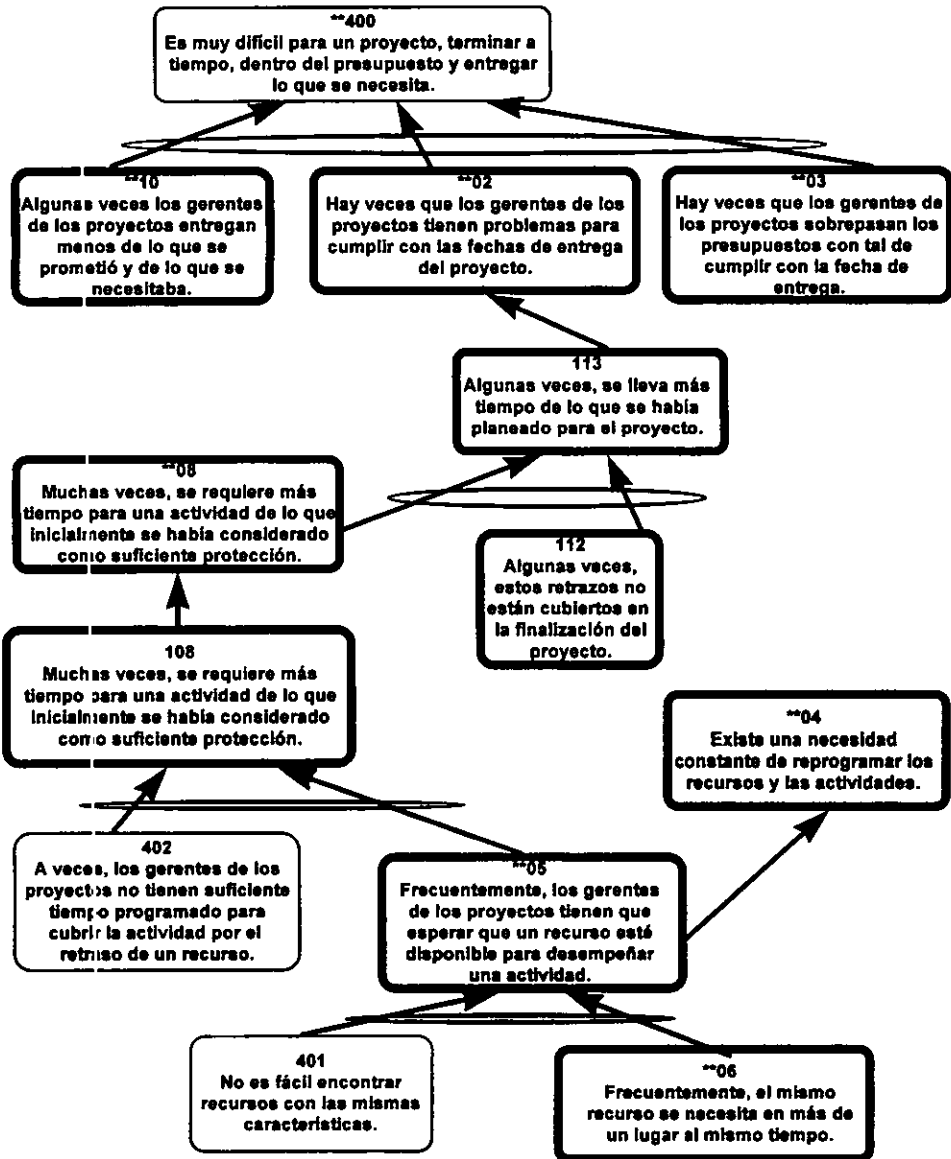 **400
Es muy difícil para un proyecto, terminar a
tiempo, dentro del presupuesto y entregar
lo que se necesita.
**10
Algunas veces los gerentes
de los proyectos entregan
menos de lo que se
prometió y de lo que se
necesitaba.
**02
Hay veces que los gerentes de los
proyectos tienen problemas para
cumplir con las fechas de entrega
del proyecto.
**03
Hay veces que los gerentes de
los proyectos sobrepasan los
presupuestos con tal de
cumplir con la fecha de
entrega.
113
Algunas veces, se lleva más
tiempo de lo que se había
planeado para el proyecto.
**08
Muchas veces, se requiere más
tiempo para una actividad de lo que
inicialmente se había considerado
como suficiente protección.
112
Algunas veces,
estos retrazos no
están cubiertos en
la finalización del
proyecto.
108
Muchas veces, se requiere más
tiempo para una actividad de lo que
inicialmente se había considerado
como suficiente protección.
**04
Existe una necesidad
constante de reprogramar los
recursos y las actividades.
402
A veces, los gerentes de los
proyectos no tienen suficiente
tiempo programado para
cubrir la actividad por el
retraso de un recurso.
**05
Frecuentemente, los gerentes
de los proyectos tienen que
esperar que un recurso esté
disponible para desempeñar
una actividad.
401
No es fácil encontrar
recursos con las mismas
características.
**06
Frecuentemente, el mismo
recurso se necesita en más de
un lugar al mismo tiempo.